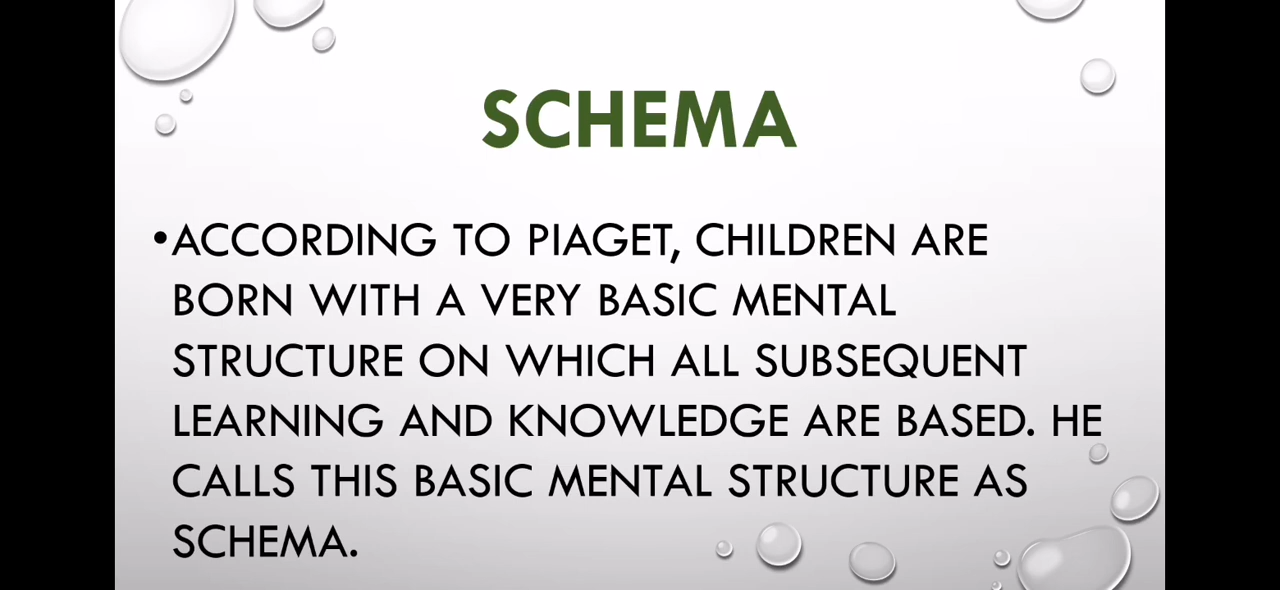 SCHEMA
•ACCORDING TO PIAGET, CHILDREN ARE
BORN WITH A VERY BASIC MENTAL
STRUCTURE ON WHICH ALL SUBSEQUENT
LEARNING AND KNOWLEDGE ARE BASED. HE
CALLS THIS BASIC MENTAL STRUCTURE AS
SCHEMA.